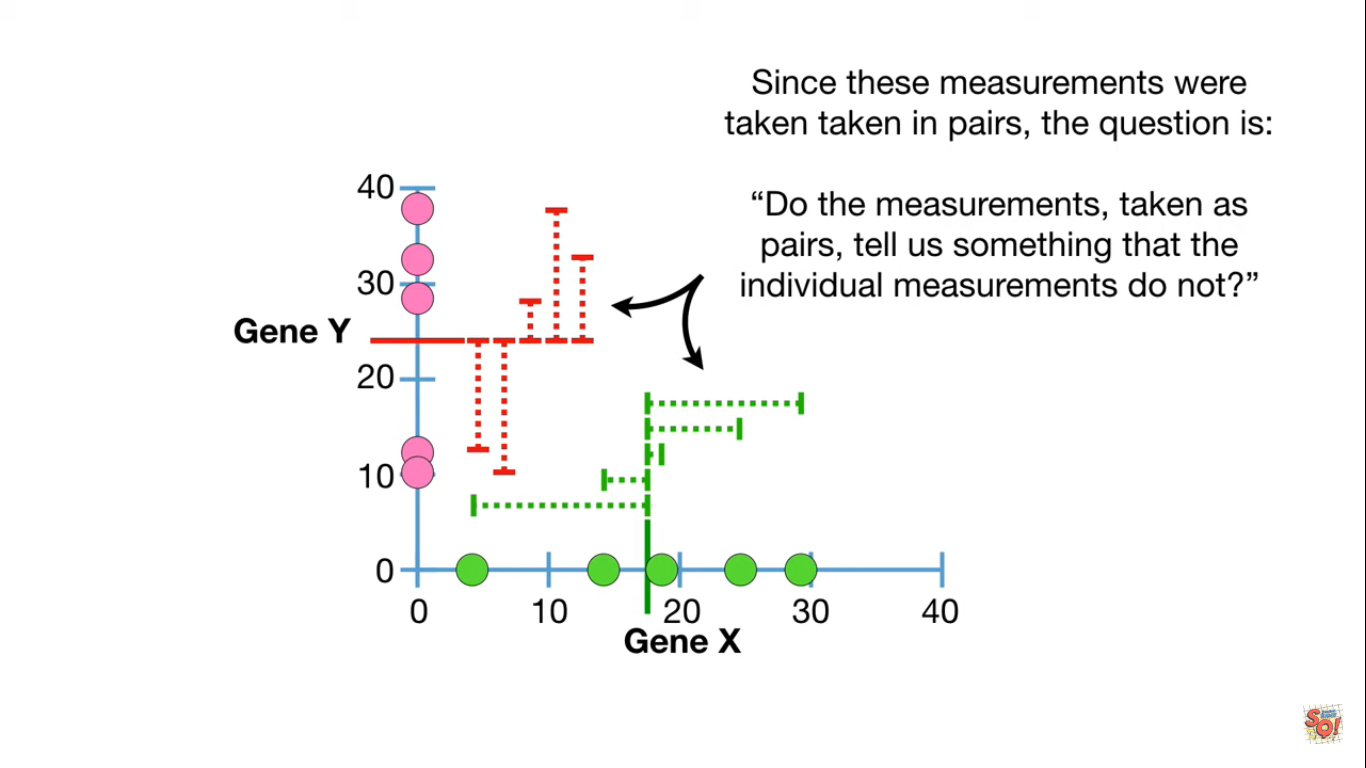 Since these measurements were
taken taken in pairs, the question is:
“Do the measurements, taken as
pairs, tell us something that the
individual measurements do not?”
40
30
Gene Y
20
10
0
0 10 20 30 40
Gene X
SQ!